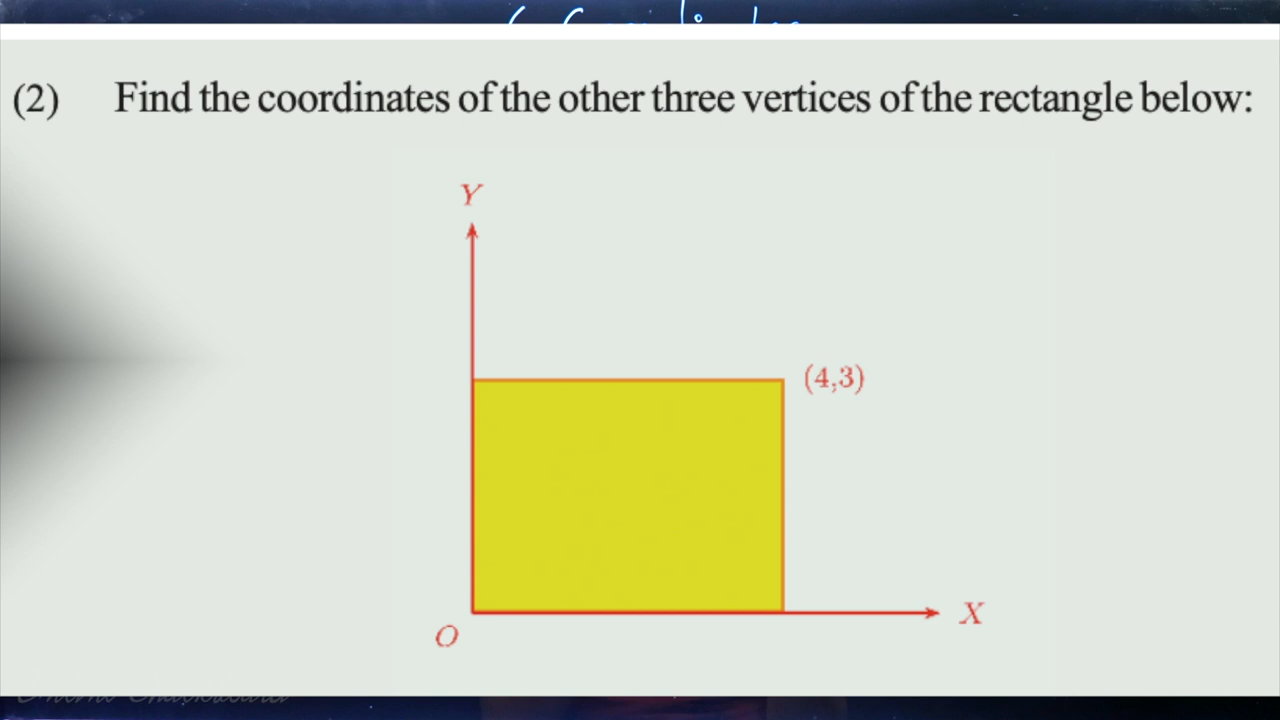 (2) Find the coordinates of the other three vertices of the rectangle below:
Y
(4,3)
O
X